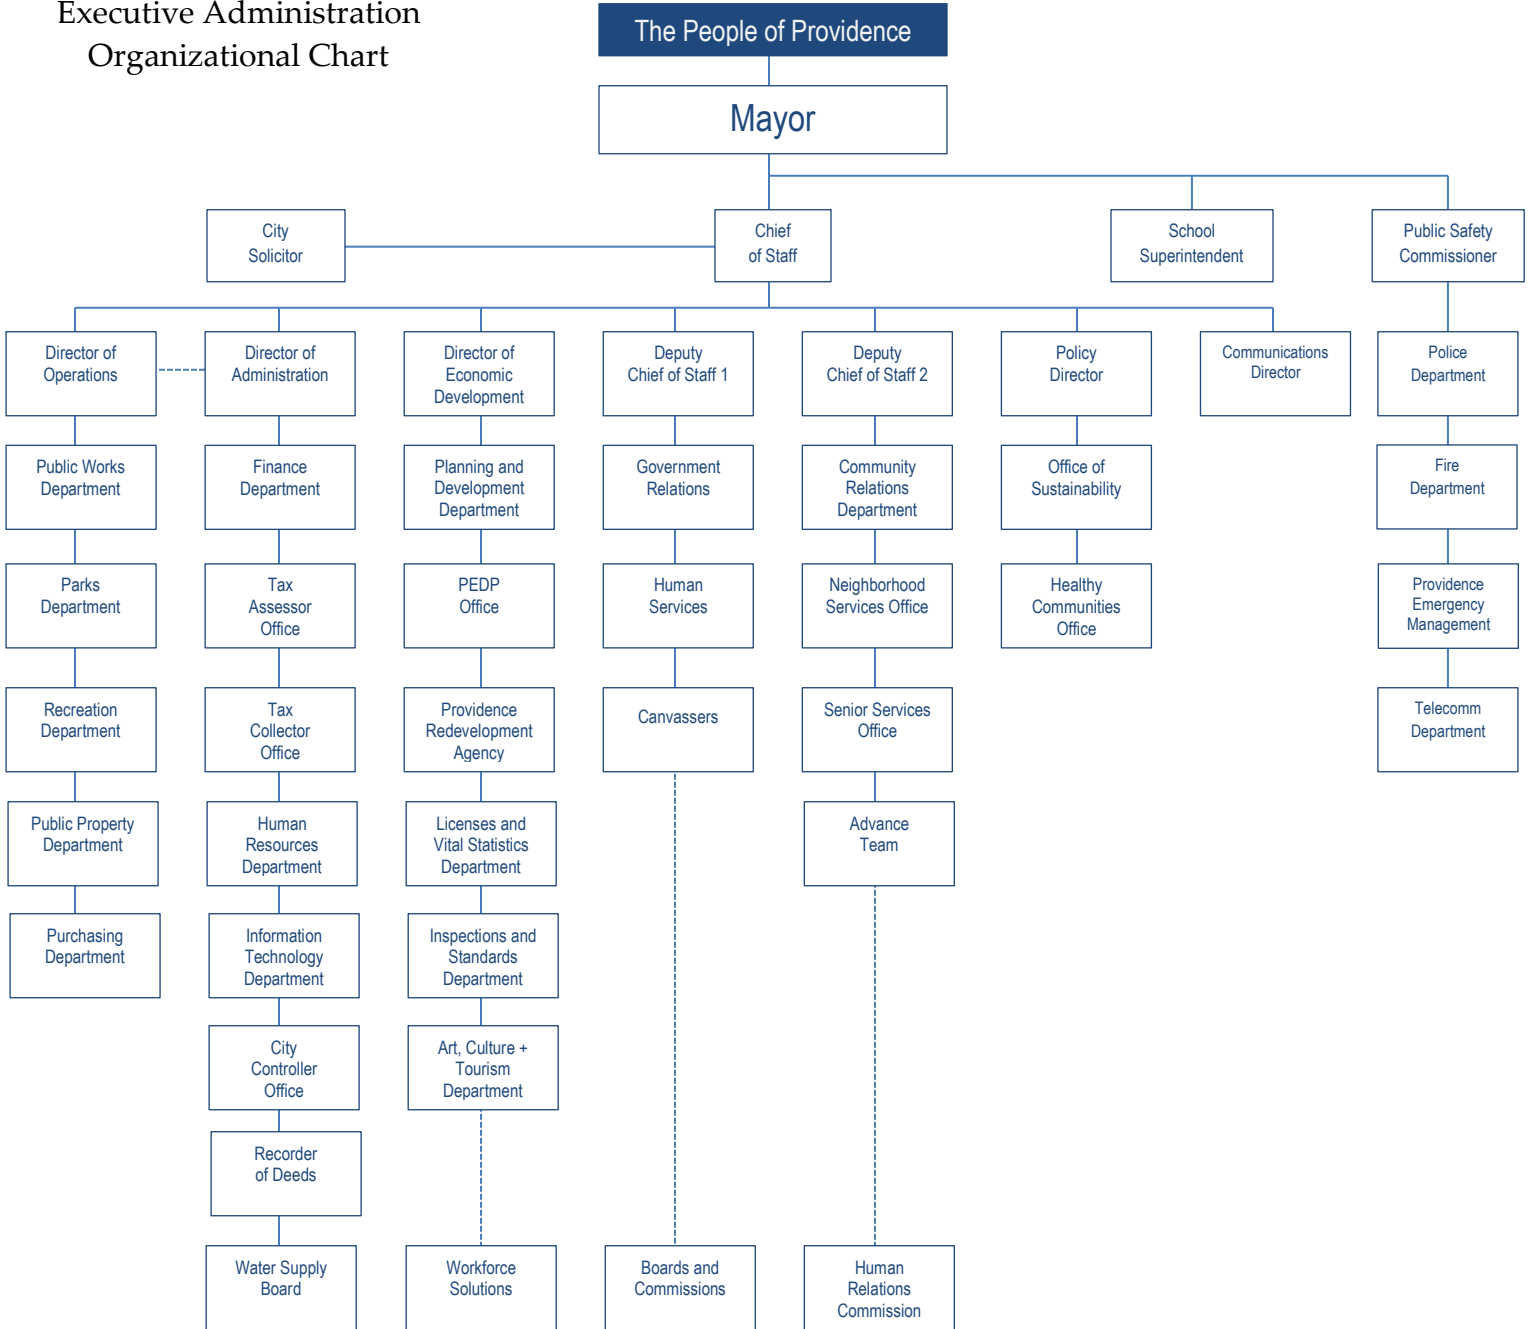 Executive Administration
Organizational Chart
The People of Providence
Mayor
City
Solicitor
Chief
of Staff
School
Superintendent
Public Safety
Commissioner
Director of
Operations
Director of
Administration
Director of
Economic
Development
Deputy
Chief of Staff 1
Deputy
Chief of Staff 2
Policy
Director
Communications
Director
Police
Department
Public Works
Department
Finance
Department
Planning and
Development
Department
Government
Relations
Community
Relations
Department
Office of
Sustainability
Fire
Department
Parks
Department
Tax
Assessor
Office
PEDP
Office
Human
Services
Neighborhood
Services Office
Healthy
Communities
Office
Providence
Emergency
Management
Recreation
Department
Tax
Collector
Office
Providence
Redevelopment
Agency
Canvassers
Senior Services
Office
Telecomm
Department
Public Property
Department
Human
Resources
Department
Licenses and
Vital Statistics
Department
Advance
Team
Purchasing
Department
Information
Technology
Department
Inspections and
Standards
Department
City
Controller
Office
Art, Culture +
Tourism
Department
Recorder
of Deeds
Water Supply
Board
Workforce
Solutions
Boards and
Commissions
Human
Relations
Commission